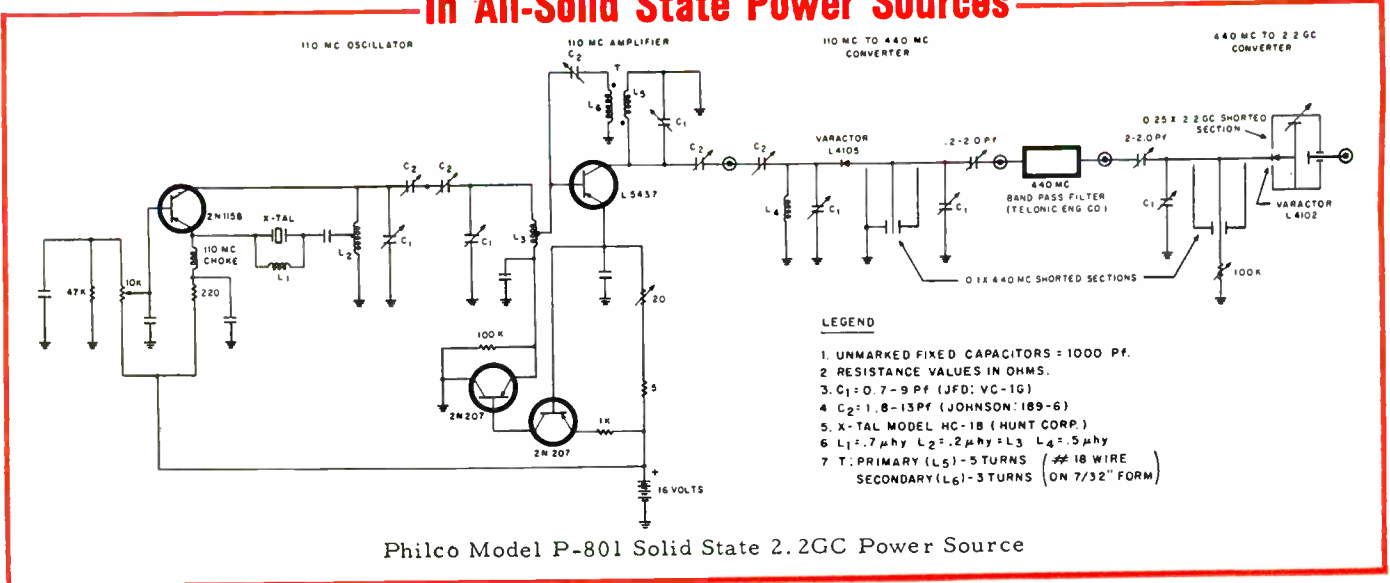 In All-Solid State Power Sources
110 MC OSCILLATOR
110 MC AMPLIFIER
110 MC TO 440 MC
CONVERTER
440 MC TO 2.2 GC
CONVERTER
C2
T
L6
L5
C1
C2
C2
VARACTOR
L4105
.2-2.0 Pf
2-2.0 Pf
0.25 X 2.2GC SHORTED
SECTION
C2
C2
2N1158
X-TAL
L5437
440 MC
BAND PASS FILTER
(TELONIC ENG CO)
L4
C1
C1
C1
VARACTOR
L4102
110 MC
CHOKE
L1
L2
C1
C1
L3
47K
10K
220
0.1 X 440 MC SHORTED SECTIONS
100K
20
100 K
5
2N207
1K
2N 207
+
16 VOLTS
LEGEND
1. UNMARKED FIXED CAPACITORS = 1000 Pf.
2 RESISTANCE VALUES IN OHMS.
3. C1 = 0.7-9 Pf (JFD: VC-1G)
4 C2 = 1.8-13Pf (JOHNSON: 189-6)
5. X-TAL MODEL HC-18 (HUNT CORP.)
6 L1 = .7 µhy L2 = .2µhy = L3 L4 = .5µhy
7 T: PRIMARY (L5)-5 TURNS (# 18 WIRE
SECONDARY (L6)-3 TURNS ON 7/32" FORM)
Philco Model P-801 Solid State 2.2GC Power Source